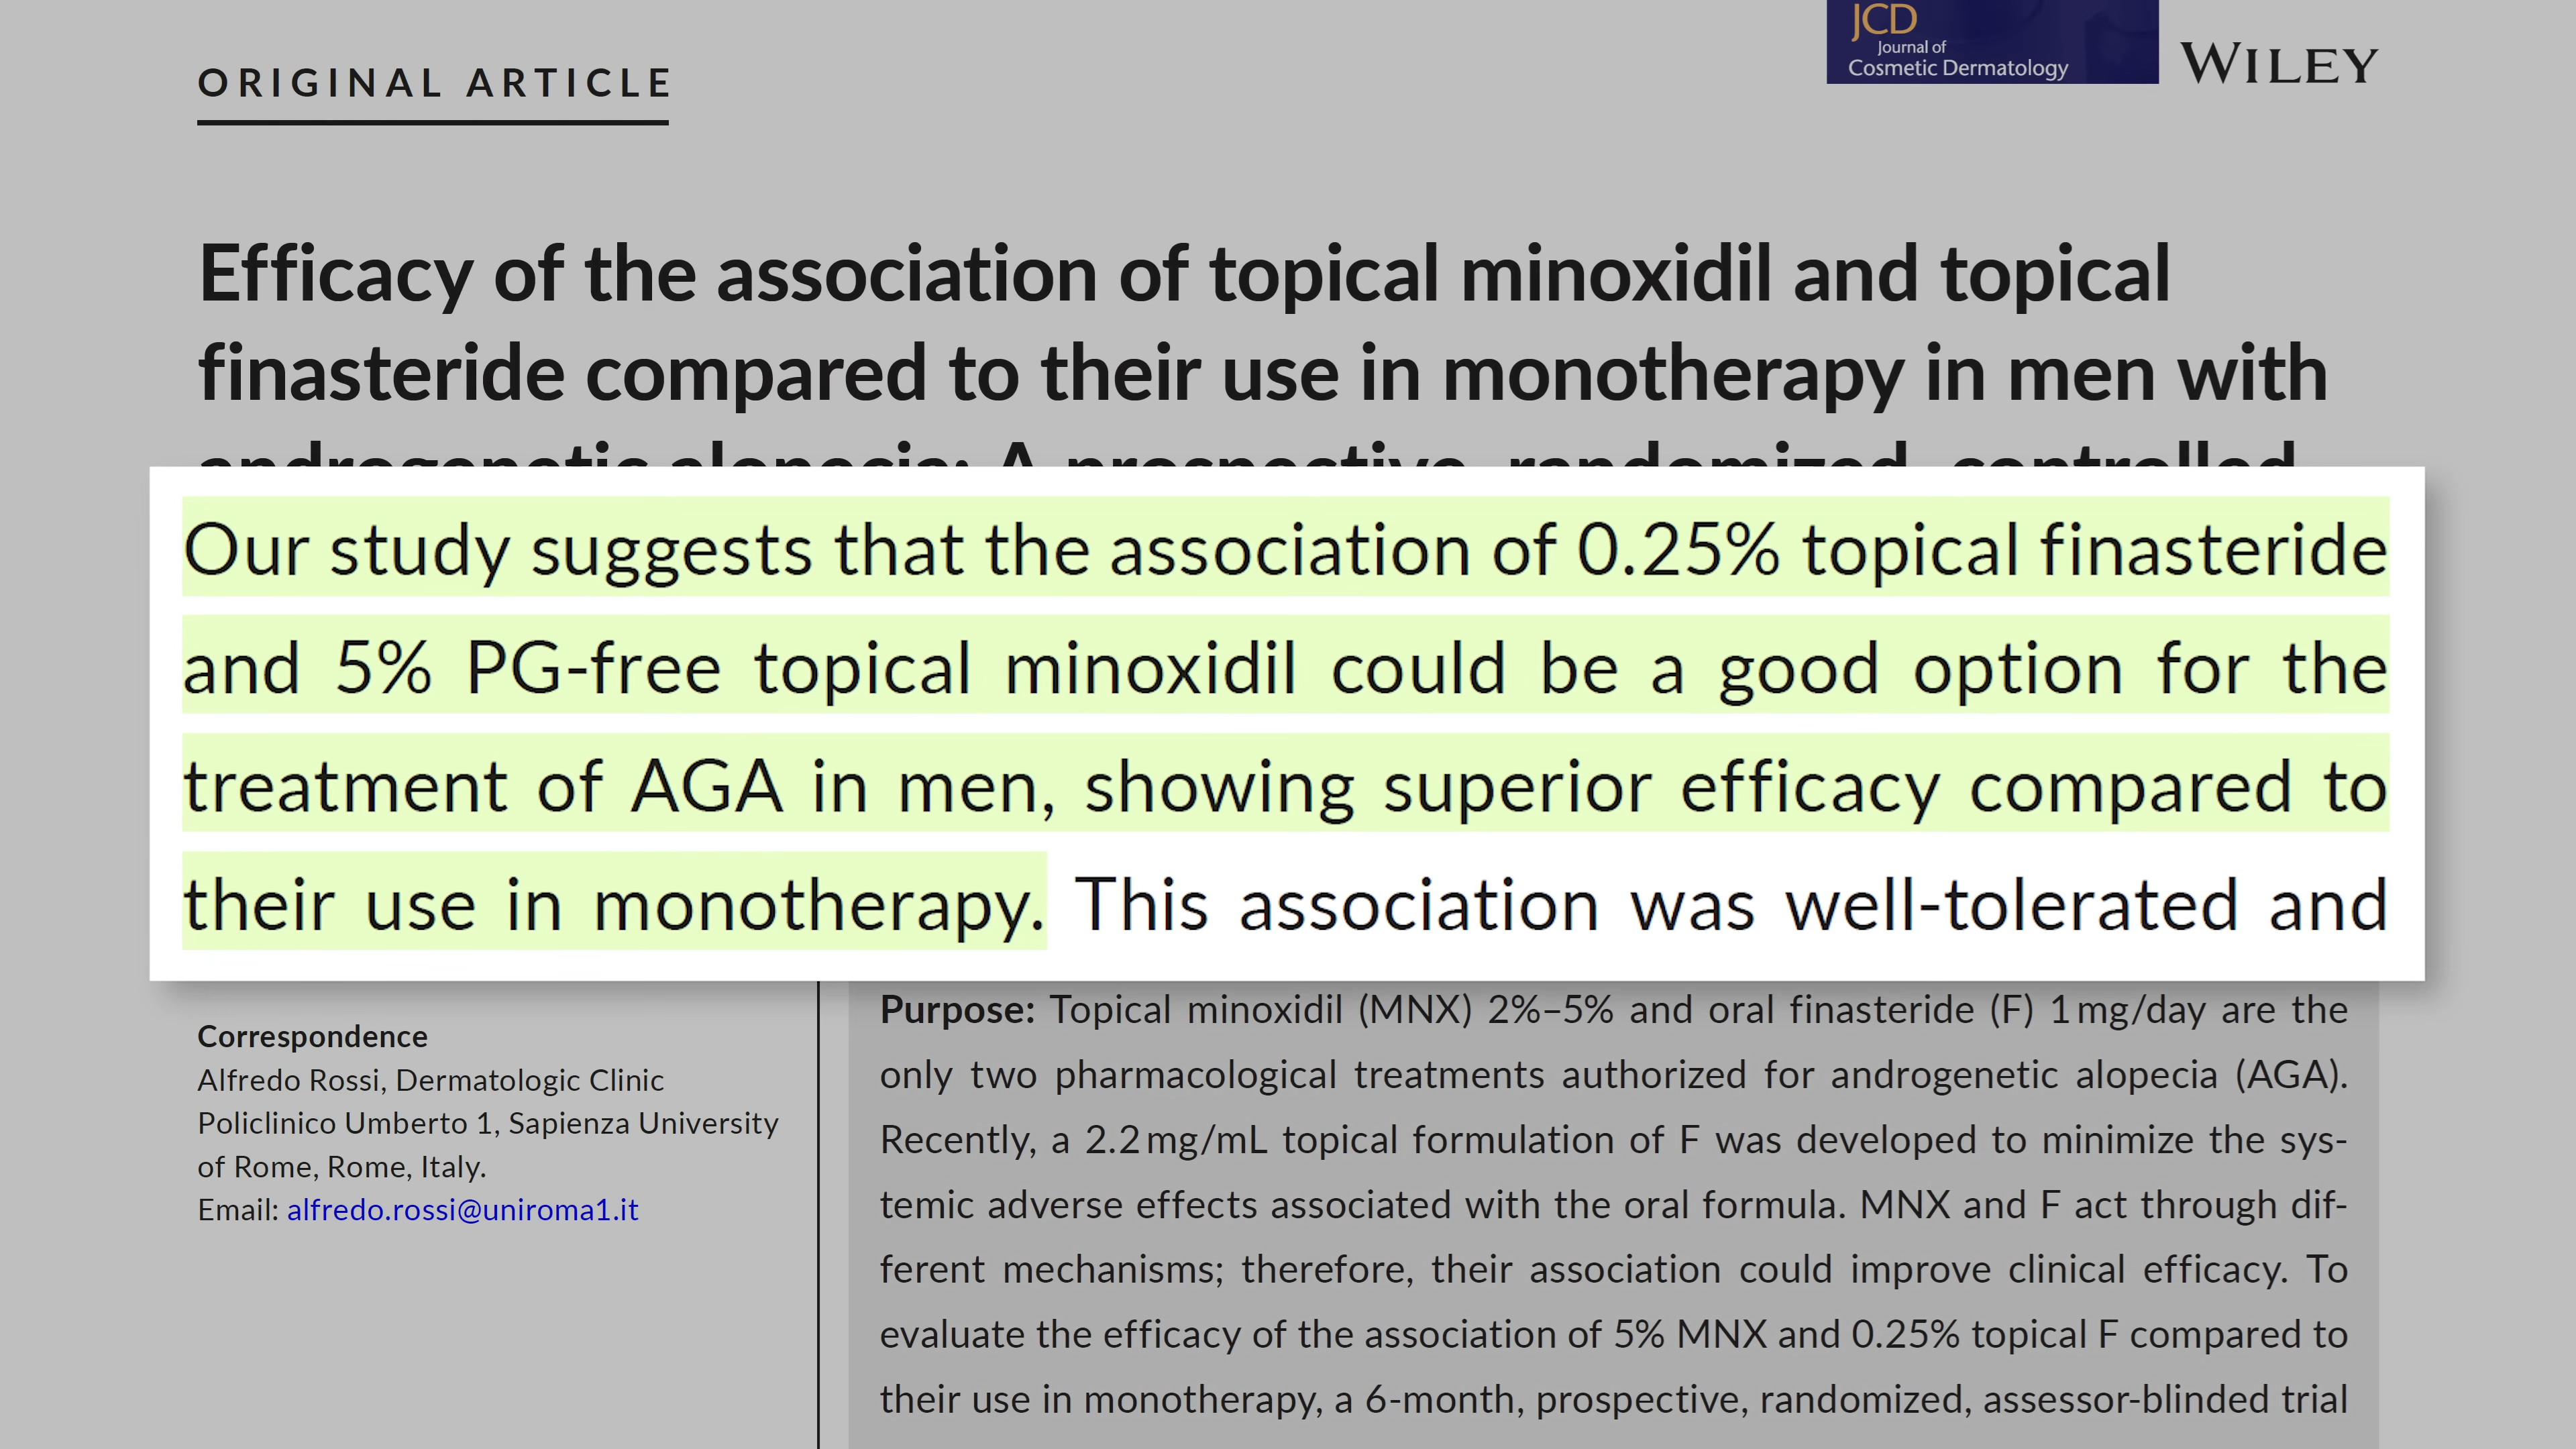 JCD
Journal of
Cosmetic Dermatology
WILEY
ORIGINAL ARTICLE
Efficacy of the association of topical minoxidil and topical
finasteride compared to their use in monotherapy in men with
androgenetic alopecia: A prospective, randomized, controlled
Our study suggests that the association of 0.25% topical finasteride
and 5% PG-free topical minoxidil could be a good option for the
treatment of AGA in men, showing superior efficacy compared to
their use in monotherapy. This association was well-tolerated and
Correspondence
Alfredo Rossi, Dermatologic Clinic
Policlinico Umberto 1, Sapienza University
of Rome, Rome, Italy.
Email: alfredo.rossi@uniroma1.it
Purpose: Topical minoxidil (MNX) 2%–5% and oral finasteride (F) 1 mg/day are the
only two pharmacological treatments authorized for androgenetic alopecia (AGA).
Recently, a 2.2 mg/mL topical formulation of F was developed to minimize the sys-
temic adverse effects associated with the oral formula. MNX and F act through dif-
ferent mechanisms; therefore, their association could improve clinical efficacy. To
evaluate the efficacy of the association of 5% MNX and 0.25% topical F compared to
their use in monotherapy, a 6-month, prospective, randomized, assessor-blinded trial